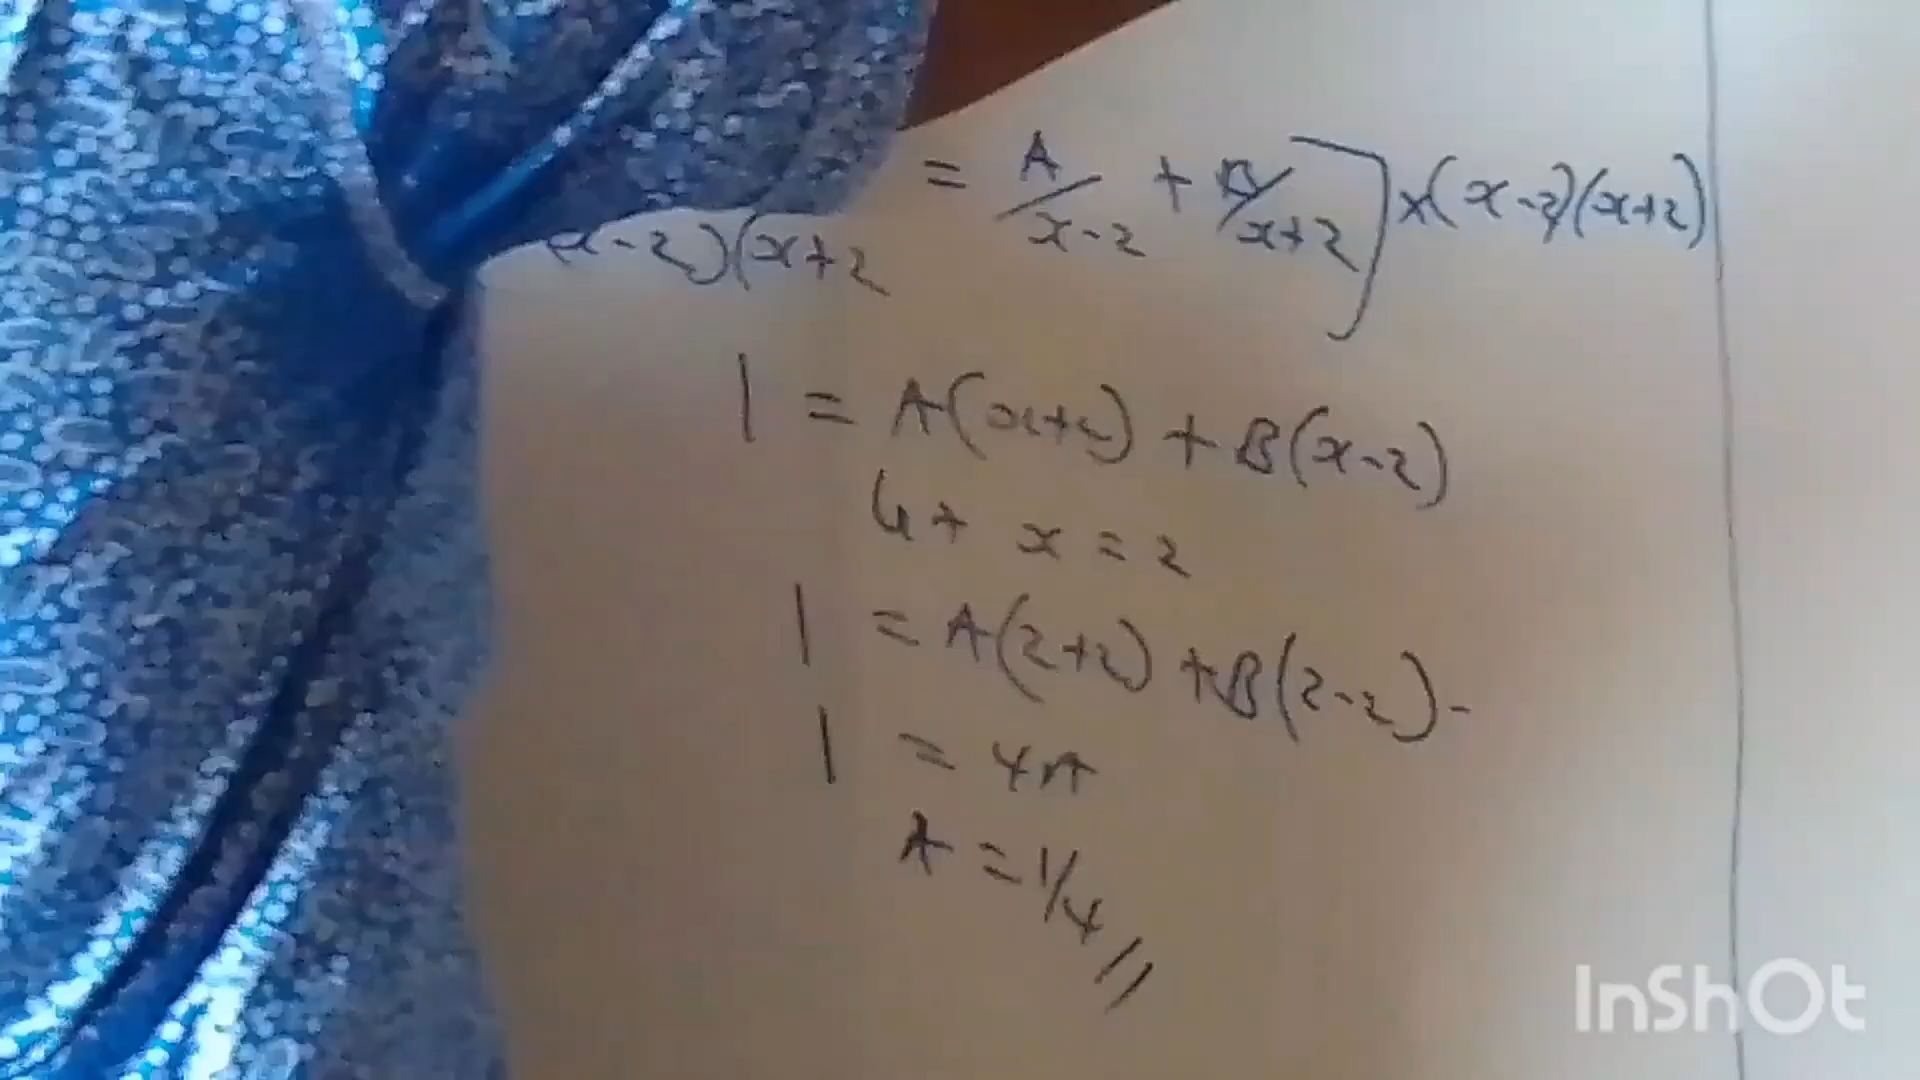 = A/x-2 + B/x+2 ] x (x-2)(x+2)
x-2)(x+2
1 = A(x+2) + B(x-2)
let x = 2
1 = A(2+2) + B(2-2) -
1 = 4A
A = 1/4 //
InShOt